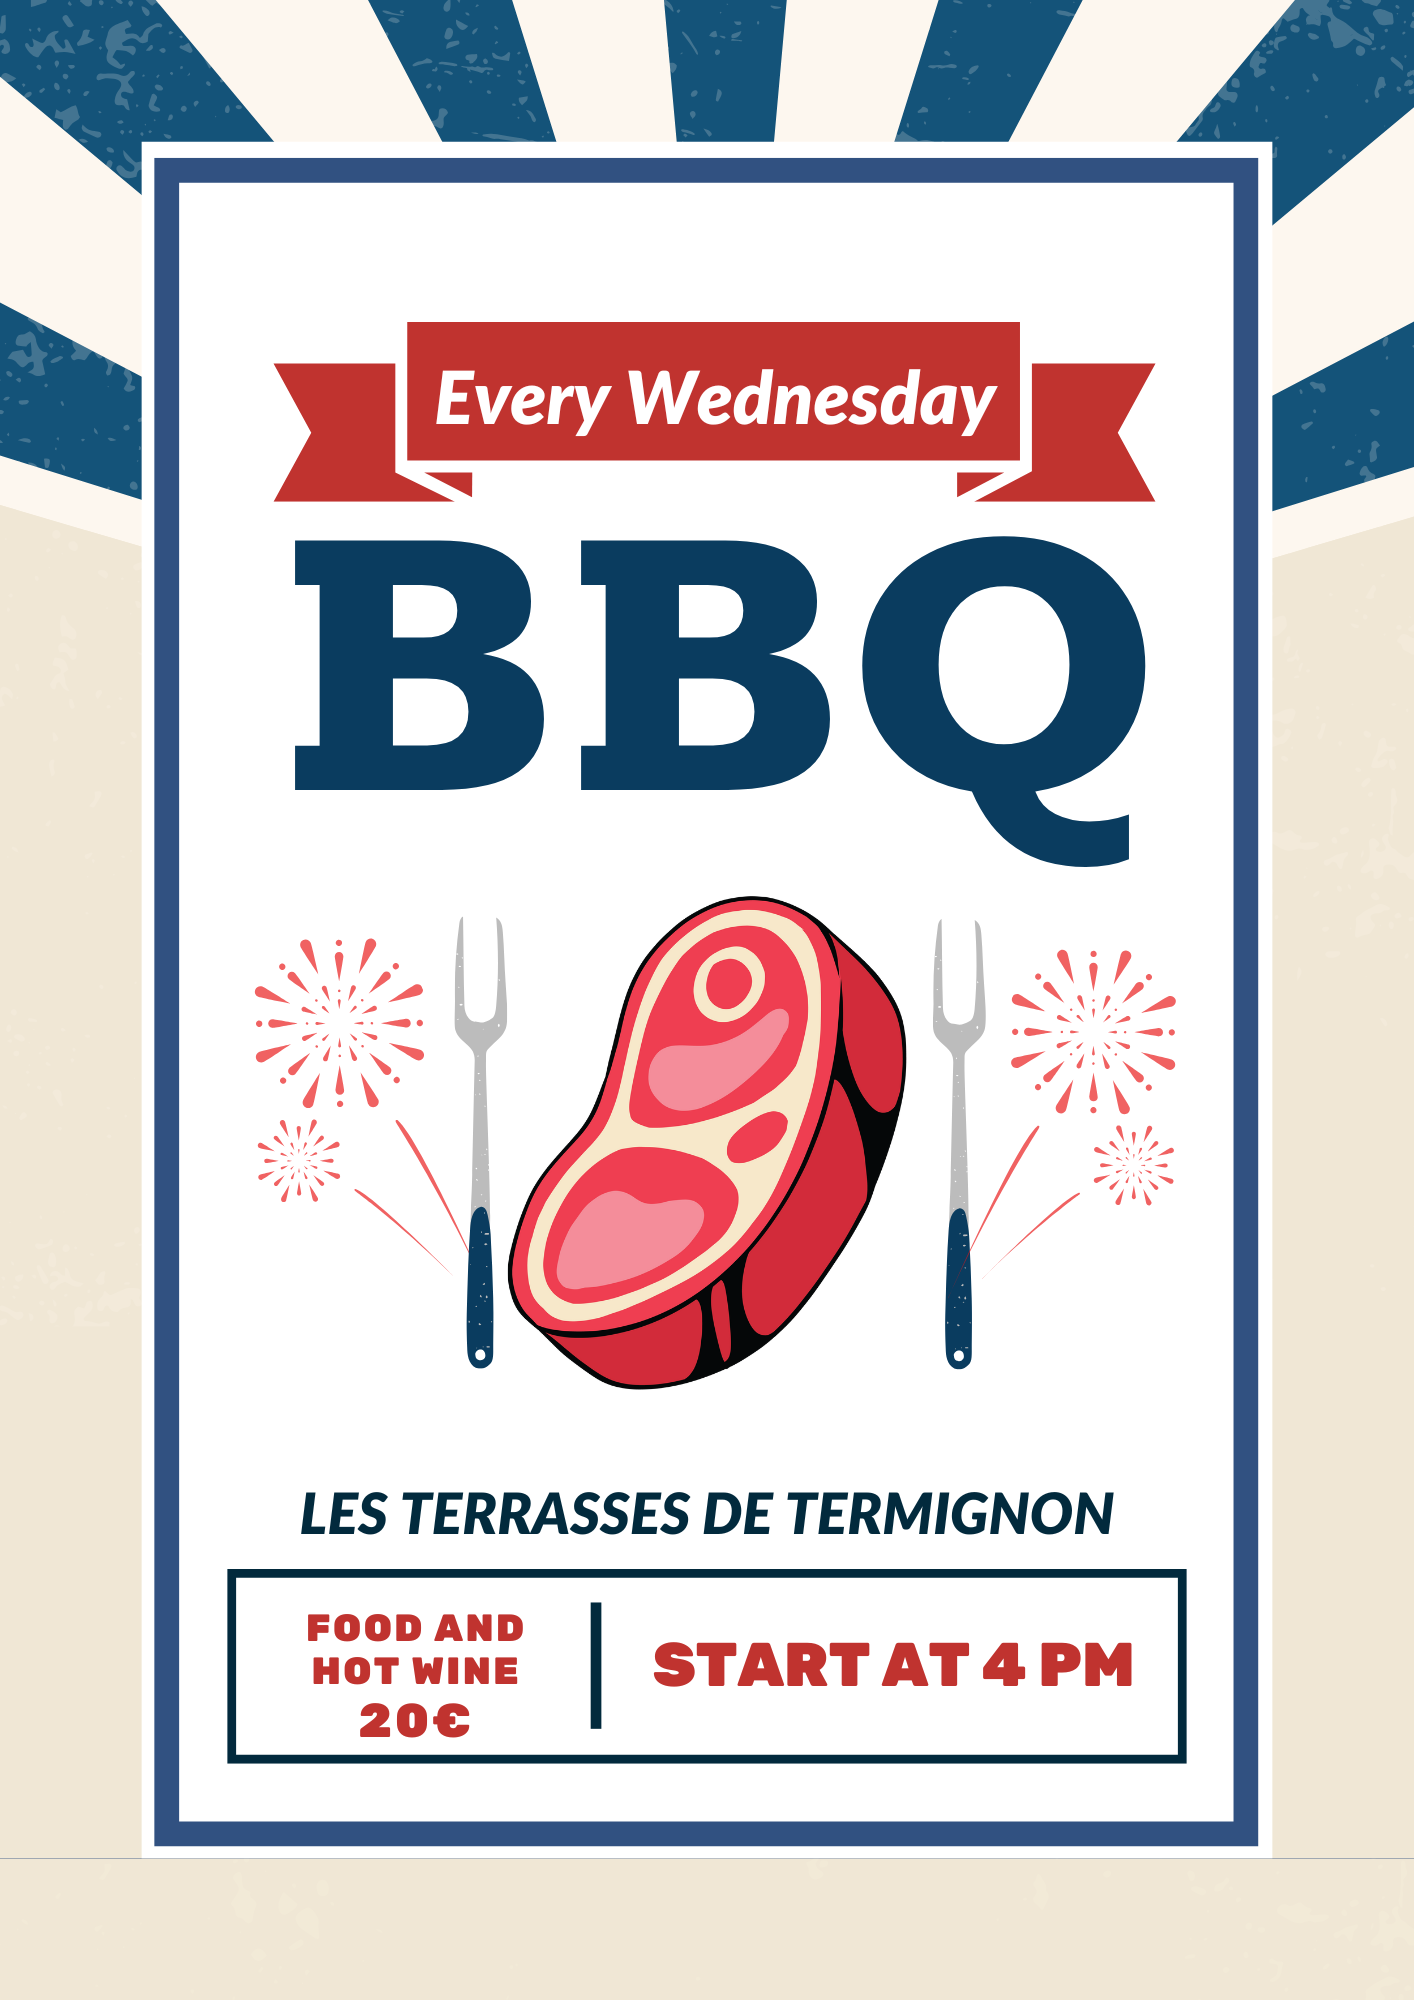 Every Wednesday
BBQ
LES TERRASSES DE TERMIGNON
FOOD AND
HOT WINE
20€
START AT 4 PM